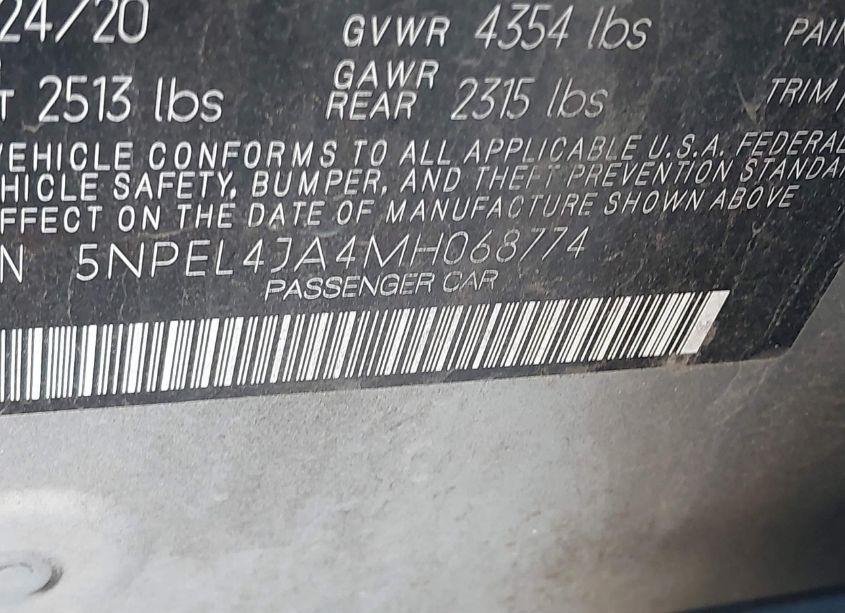 24/20 GVWR 4354 lbs PAIN
T 2513 lbs GAWR REAR 2315 lbs TRIM/
VEHICLE CONFORMS TO ALL APPLICABLE U.S.A. FEDERAL
HICLE SAFETY, BUMPER, AND THEFT PREVENTION STANDA
FFECT ON THE DATE OF MANUFACTURE SHOWN ABOVE
N 5NPEL4JA4MH068774
PASSENGER CAR